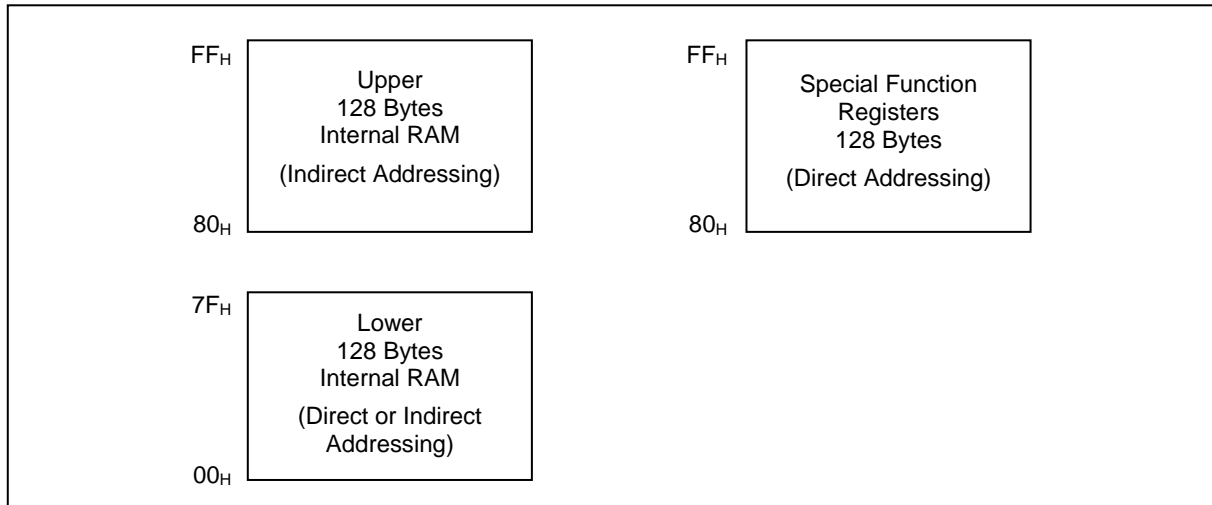 FFH
Upper
128 Bytes
Internal RAM
(Indirect Addressing)
80H
FFH
Special Function
Registers
128 Bytes
(Direct Addressing)
80H
7FH
Lower
128 Bytes
Internal RAM
(Direct or Indirect
Addressing)
00H